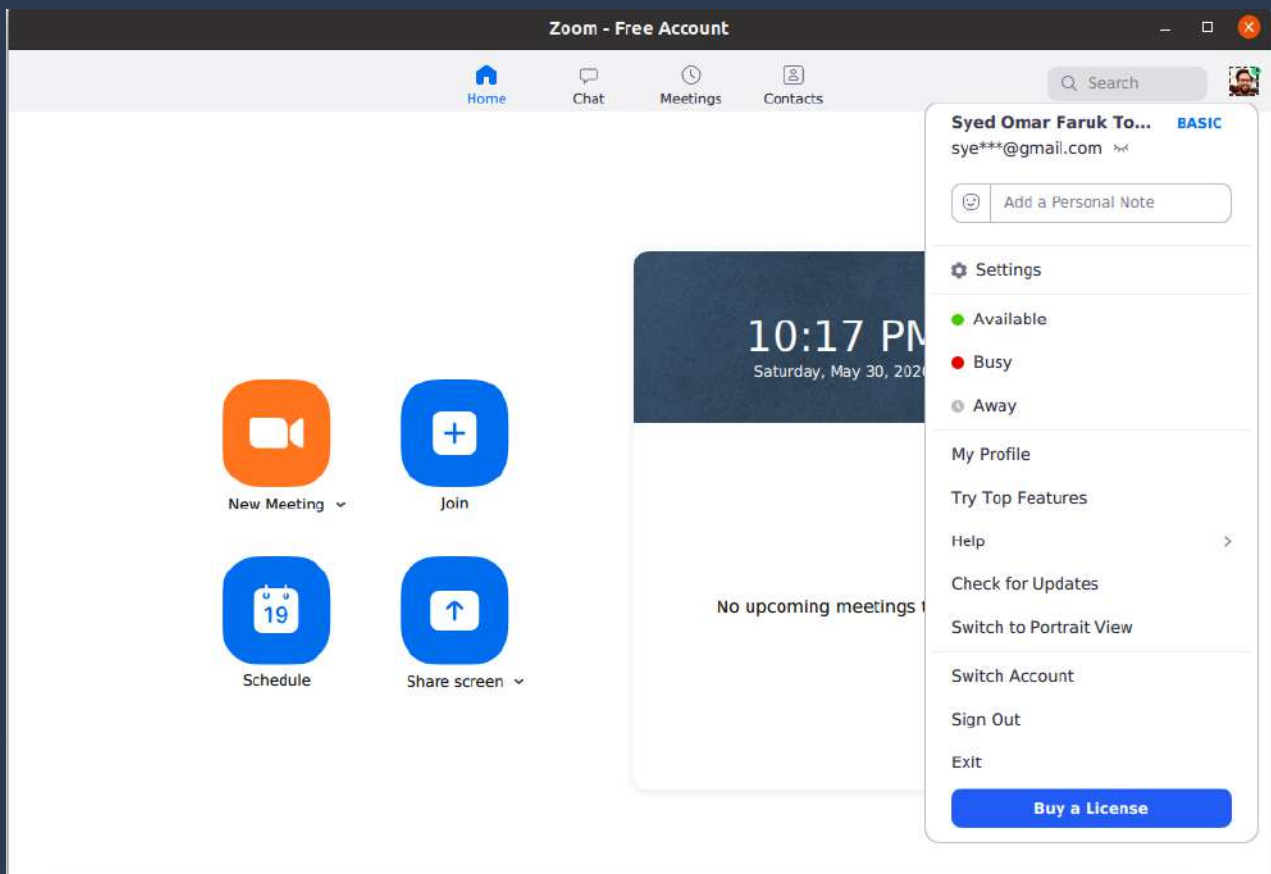 Zoom - Free Account
Home
Chat
Meetings
Contacts
Search
Syed Omar Faruk To... BASIC
sye***@gmail.com
Add a Personal Note
Settings
Available
Busy
Away
My Profile
Try Top Features
Help
Check for Updates
Switch to Portrait View
Switch Account
Sign Out
Exit
Buy a License
10:17 PM
Saturday, May 30, 2020
No upcoming meetings
New Meeting
Join
19
Schedule
Share screen